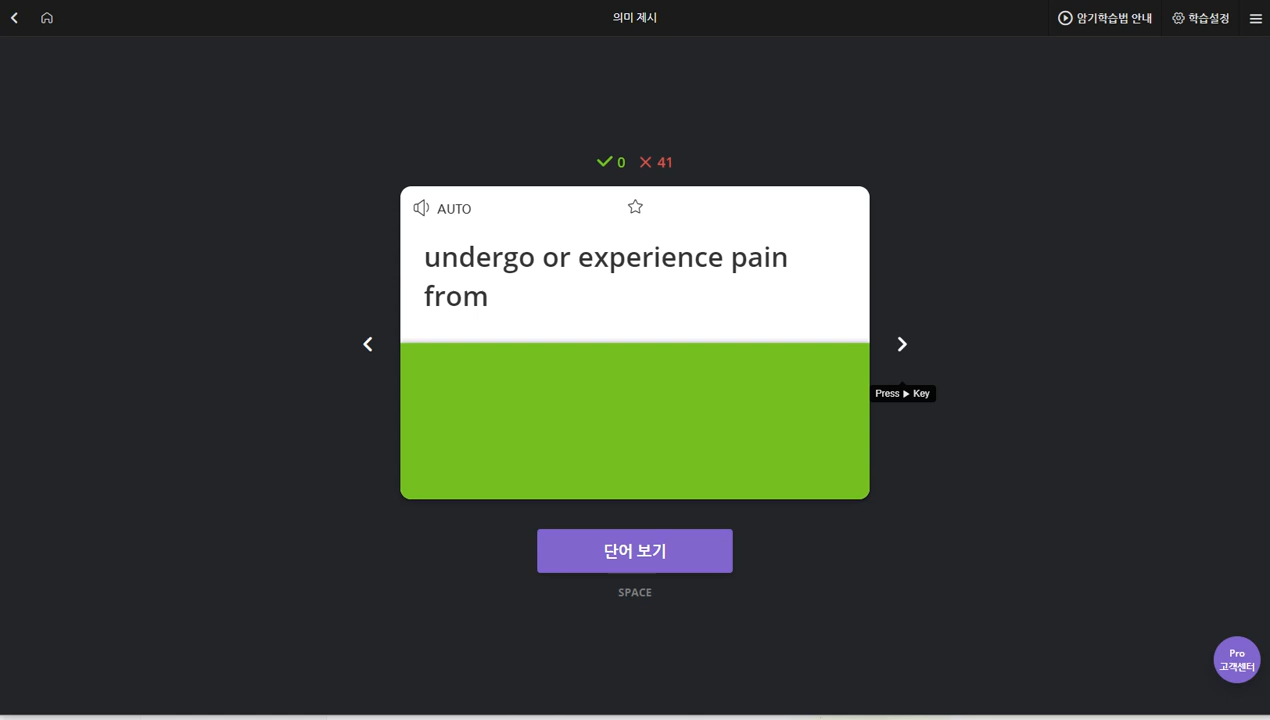 의미 제시
암기학습법 안내
학습설정
0 41
AUTO
undergo or experience pain
from
Press ▶ Key
단어 보기
SPACE
Pro
고객센터